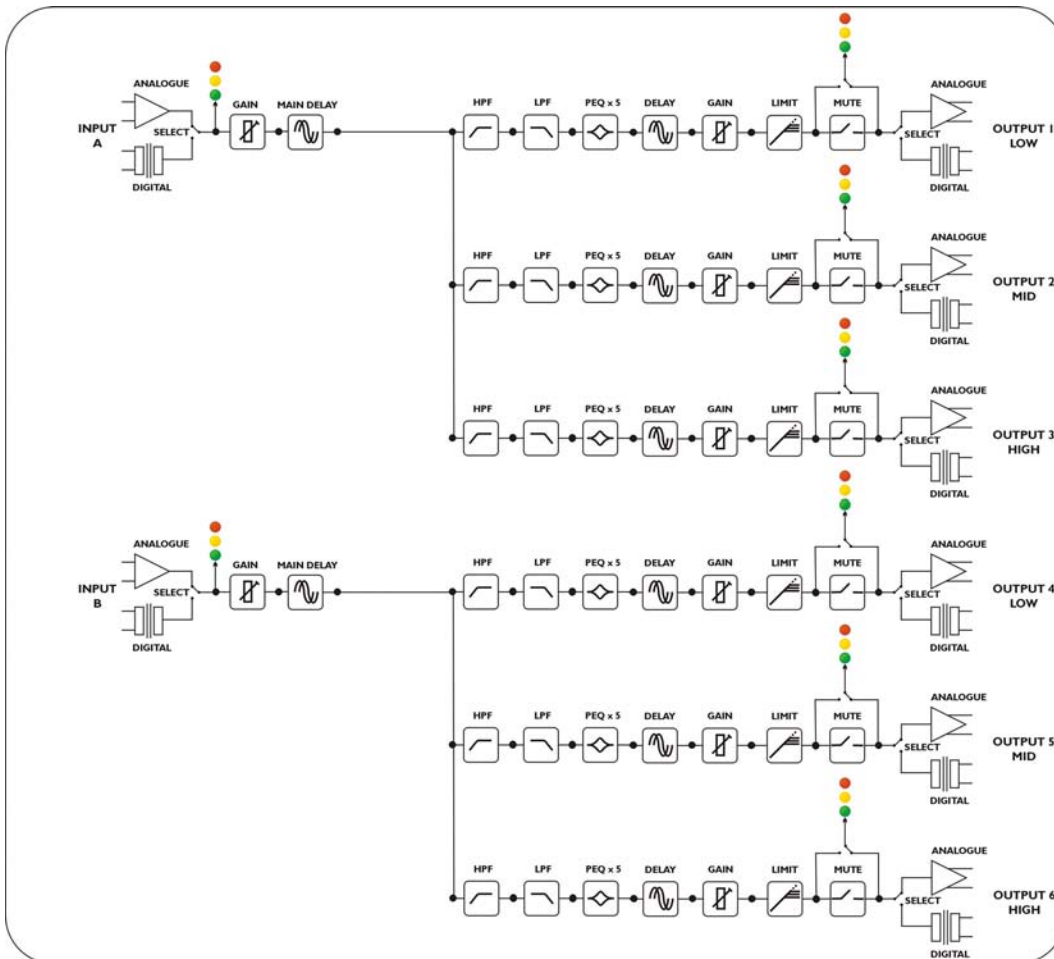 ANALOGUE
INPUT
A
SELECT
DIGITAL
GAIN
MAIN DELAY
HPF
LPF
PEQ x 5
DELAY
GAIN
LIMIT
MUTE
ANALOGUE
SELECT
DIGITAL
OUTPUT 1
LOW
HPF
LPF
PEQ x 5
DELAY
GAIN
LIMIT
MUTE
ANALOGUE
SELECT
DIGITAL
OUTPUT 2
MID
HPF
LPF
PEQ x 5
DELAY
GAIN
LIMIT
MUTE
ANALOGUE
SELECT
DIGITAL
OUTPUT 3
HIGH
ANALOGUE
INPUT
B
SELECT
DIGITAL
GAIN
MAIN DELAY
HPF
LPF
PEQ x 5
DELAY
GAIN
LIMIT
MUTE
ANALOGUE
SELECT
DIGITAL
OUTPUT 4
LOW
HPF
LPF
PEQ x 5
DELAY
GAIN
LIMIT
MUTE
ANALOGUE
SELECT
DIGITAL
OUTPUT 5
MID
HPF
LPF
PEQ x 5
DELAY
GAIN
LIMIT
MUTE
ANALOGUE
SELECT
DIGITAL
OUTPUT 6
HIGH